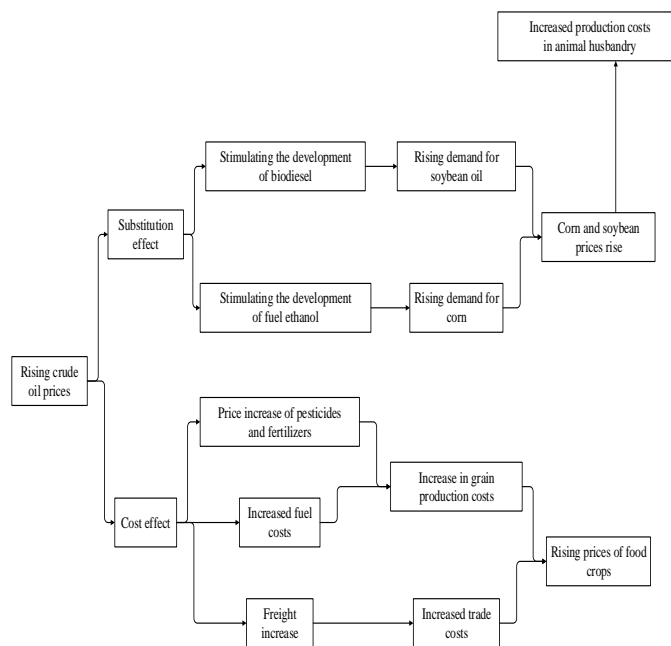 Increased production costs
in animal husbandry
Stimulating the development
of biodiesel
Rising demand for
soybean oil
Substitution
effect
Corn and soybean
prices rise
Stimulating the development
of fuel ethanol
Rising demand for
corn
Rising crude
oil prices
Price increase of pesticides
and fertilizers
Increase in grain
production costs
Cost effect
Increased fuel
costs
Rising prices of food
crops
Freight
increase
Increased trade
costs